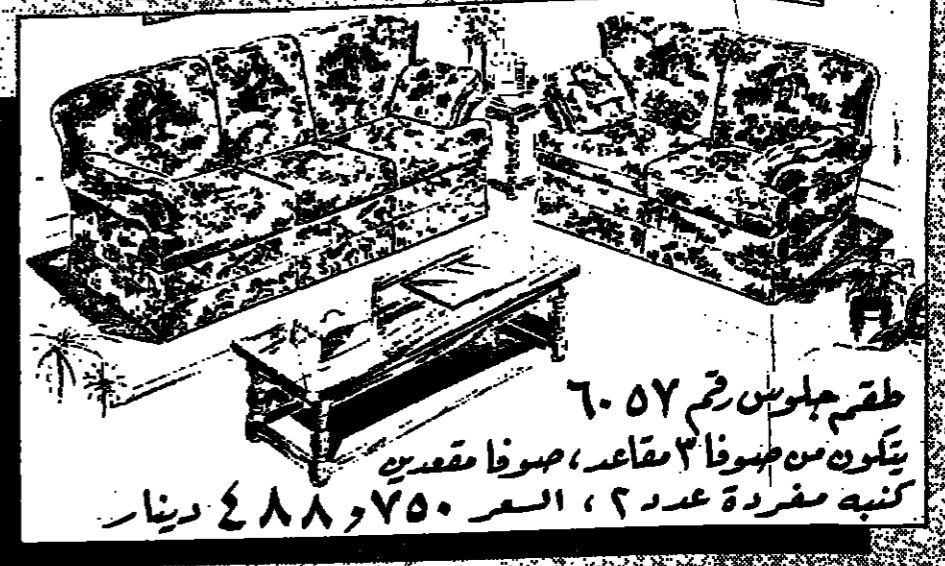 طقم جلوس رقم ٦٠٥٧
يتكون من صوفا ٣ مقاعد، صوفا مقعدين
كنبه مفردة عدد ٢، السعر ٤٨٨,٧٥٠ دينار